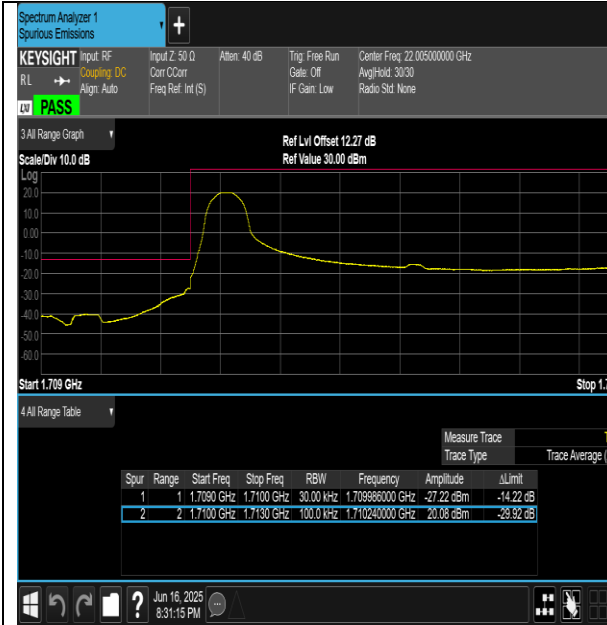 Spectrum Analyzer 1
Spurious Emissions
+
KEYSIGHT Input: RF Input Z: 50 Ω Atten: 40 dB Trig: Free Run Center Freq: 22.005000000 GHz
RL Coupling: DC Corr CCorr Gate: Off Avg|Hold: 30/30
Align: Auto Freq Ref: Int (S) IF Gain: Low Radio Std: None
LNI PASS
3 All Range Graph
Ref Lvl Offset 12.27 dB
Scale/Div 10.0 dB Ref Value 30.00 dBm
Log
20.0
10.0
0.00
-10.0
-20.0
-30.0
-40.0
-50.0
-60.0
Start 1.709 GHz Stop 1.7
4 All Range Table
Measure Trace
Trace Type Trace Average (
Spur Range Start Freq Stop Freq RBW Frequency Amplitude ΔLimit
1 1 1.7090 GHz 1.7100 GHz 30.00 kHz 1.709986000 GHz -27.22 dBm -14.22 dB
2 2 1.7100 GHz 1.7130 GHz 100.0 kHz 1.710240000 GHz 20.08 dBm -29.92 dB
? Jun 16, 2025
8:31:15 PM